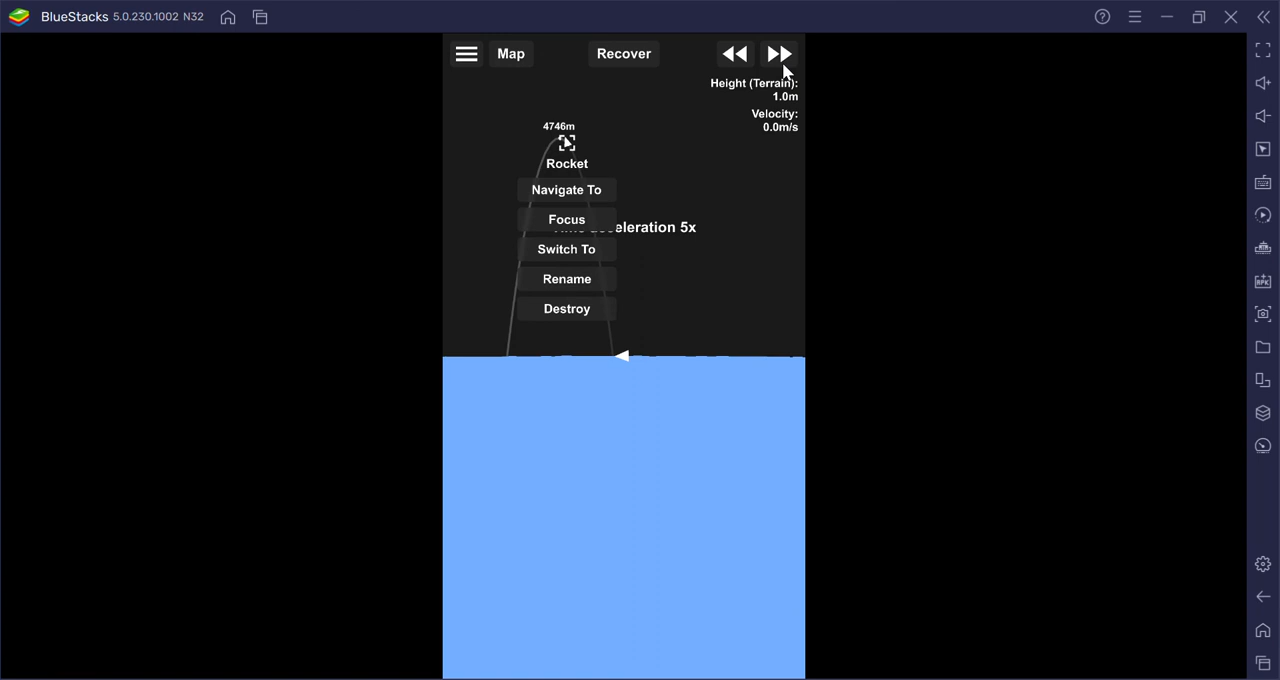 BlueStacks 5.0.230.1002 N32
Map
Recover
Height (Terrain):
1.0m
Velocity:
0.0m/s
4746m
Rocket
Navigate To
Focus
eleration 5x
Switch To
Rename
Destroy